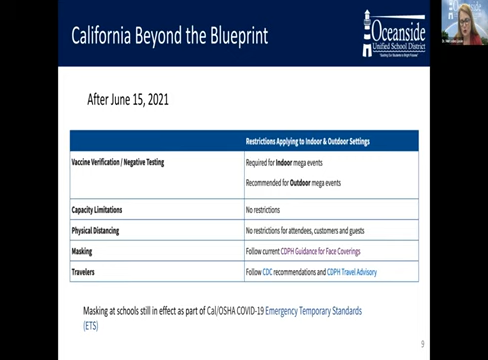 California Beyond the Blueprint
Oceanside
Unified School District
After June 15, 2021
Restrictions Applying to Indoor & Outdoor Settings
Vaccine Verification / Negative Testing
Required for Indoor mega events
Recommended for Outdoor mega events
Capacity Limitations
No restrictions
Physical Distancing
No restrictions for attendees, customers and guests
Masking
Follow current CDPH Guidance for Face Coverings
Travelers
Follow CDC recommendations and CDPH Travel Advisory
Masking at schools still in effect as part of Cal/OSHA COVID-19 Emergency Temporary Standards
(ETS)
9